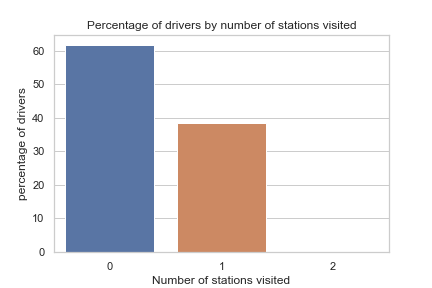 Percentage of drivers by number of stations visited
percentage of drivers
60
50
40
30
20
10
0
0 1 2
Number of stations visited